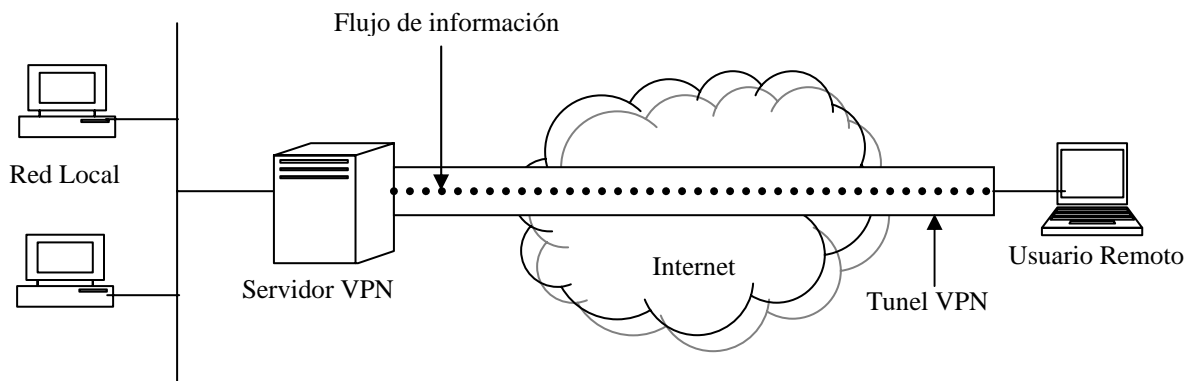 Flujo de información
Red Local
Servidor VPN
Internet
Usuario Remoto
Tunel VPN